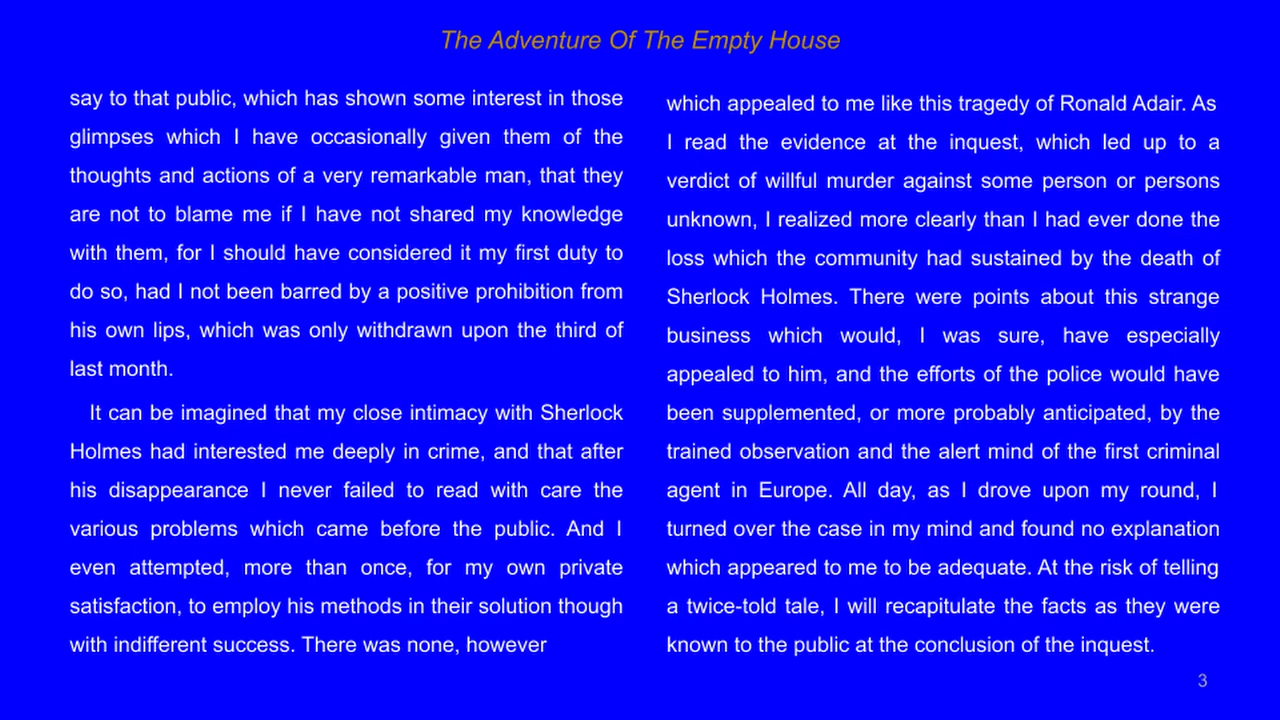 The Adventure Of The Empty House
say to that public, which has shown some interest in those
glimpses which I have occasionally given them of the
thoughts and actions of a very remarkable man, that they
are not to blame me if I have not shared my knowledge
with them, for I should have considered it my first duty to
do so, had I not been barred by a positive prohibition from
his own lips, which was only withdrawn upon the third of
last month.
It can be imagined that my close intimacy with Sherlock
Holmes had interested me deeply in crime, and that after
his disappearance I never failed to read with care the
various problems which came before the public. And I
even attempted, more than once, for my own private
satisfaction, to employ his methods in their solution though
with indifferent success. There was none, however
which appealed to me like this tragedy of Ronald Adair. As
I read the evidence at the inquest, which led up to a
verdict of willful murder against some person or persons
unknown, I realized more clearly than I had ever done the
loss which the community had sustained by the death of
Sherlock Holmes. There were points about this strange
business which would, I was sure, have especially
appealed to him, and the efforts of the police would have
been supplemented, or more probably anticipated, by the
trained observation and the alert mind of the first criminal
agent in Europe. All day, as I drove upon my round, I
turned over the case in my mind and found no explanation
which appeared to me to be adequate. At the risk of telling
a twice-told tale, I will recapitulate the facts as they were
known to the public at the conclusion of the inquest.
3